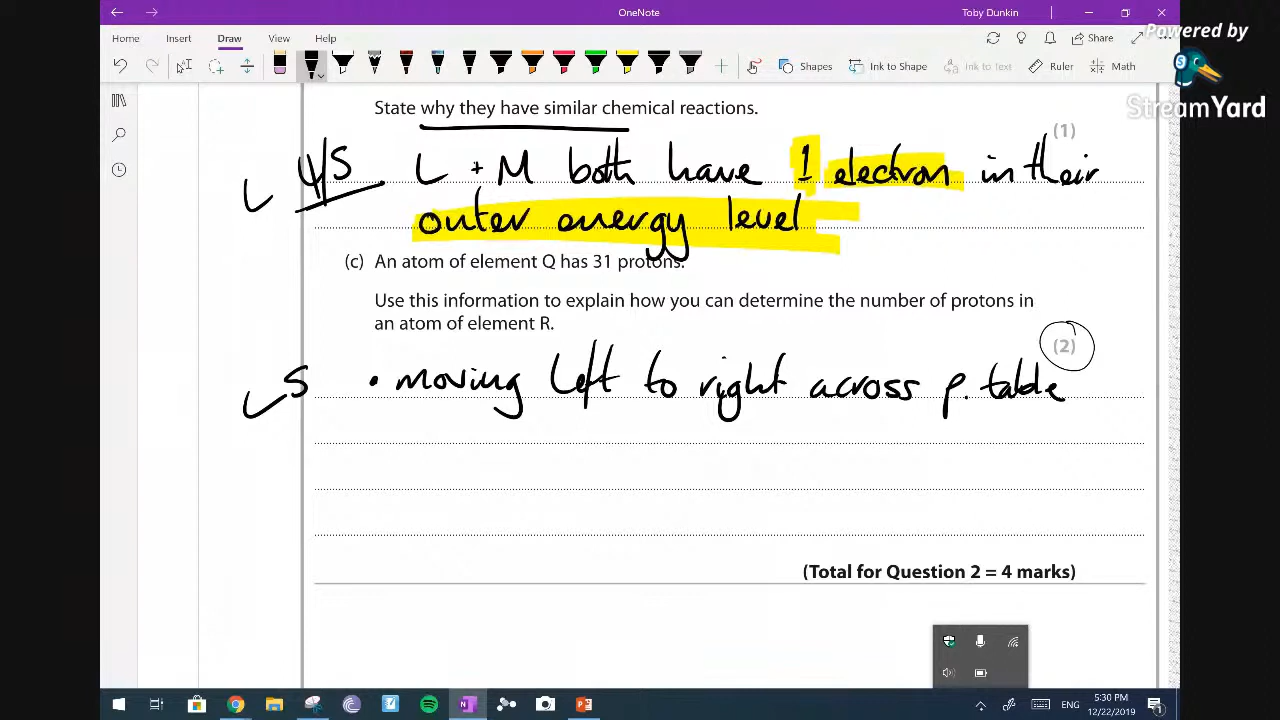 OneNote
Toby Dunkin
Powered by
StreamYard
Home Insert Draw View Help
Share
Shapes Ink to Shape Ink to Text Ruler Math
State why they have similar chemical reactions.
(1)
L + M both have 1 electron in their
outer energy level
(c) An atom of element Q has 31 protons.
Use this information to explain how you can determine the number of protons in
an atom of element R.
(2)
S • moving left to right across p. table
(Total for Question 2 = 4 marks)
ENG
5:30 PM
12/22/2019